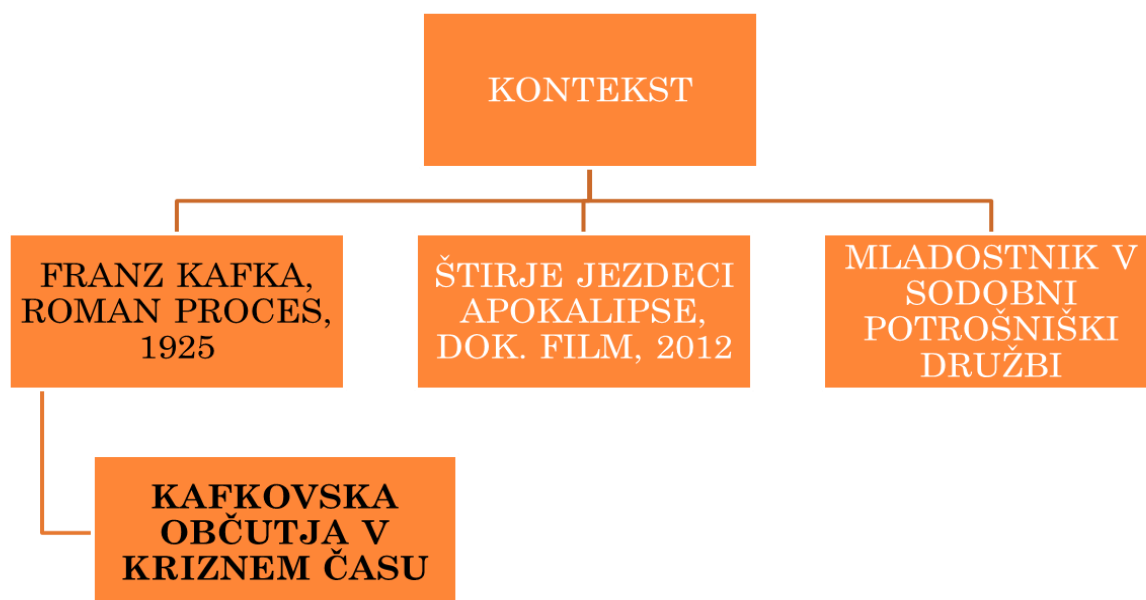 KONTEKST
FRANZ KAFKA,
ROMAN PROCES,
1925
ŠTIRJE JEZDECI
APOKALIPSE,
DOK. FILM, 2012
MLADOSTNIK V
SODOBNI
POTROŠNIŠKI
DRUŽBI
KAFKOVSKA
OBČUTJA V
KRIZNEM ČASU